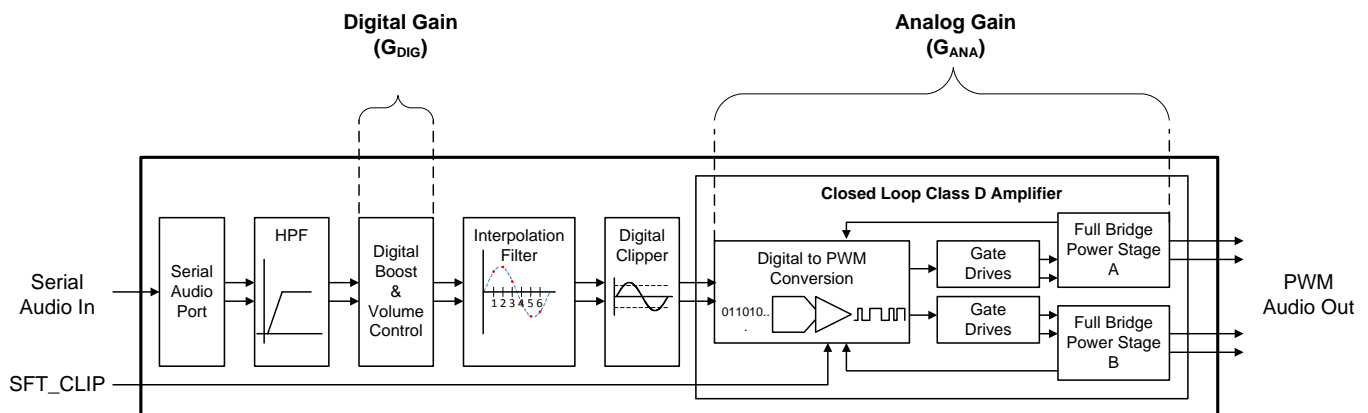 Digital Gain
(GDIG)
Analog Gain
(GANA)
Closed Loop Class D Amplifier
Serial
Audio In
Serial
Audio
Port
HPF
Digital
Boost
&
Volume
Control
Interpolation
Filter
1 2 3 4 5 6
Digital
Clipper
Digital to PWM
Conversion
011010..
.
Gate
Drives
Gate
Drives
Full Bridge
Power Stage
A
Full Bridge
Power Stage
B
PWM
Audio Out
SFT_CLIP